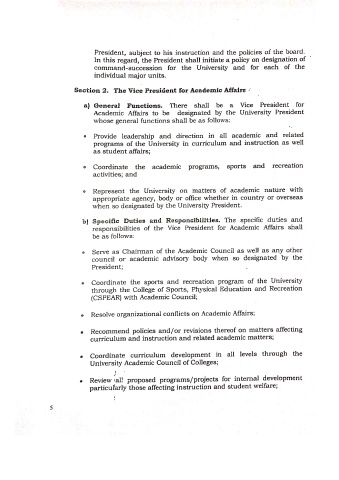 President, subject to his instruction and the policies of the board.
In this regard, the President shall initiate a policy on designation of
command-succession for the University and for each of the
individual major units.
Section 2. The Vice President for Academic Affairs
a) General Functions. There shall be a Vice President for
Academic Affairs to be designated by the University President
whose general functions shall be as follows:
• Provide leadership and direction in all academic and related
programs of the University in curriculum and instruction as well
as student affairs;
• Coordinate the academic programs, sports and recreation
activities; and
• Represent the University on matters of academic nature with
appropriate agency, body or office whether in country or overseas
when so designated by the University President.
b) Specific Duties and Responsibilities. The specific duties and
responsibilities of the Vice President for Academic Affairs shall
be as follows:
• Serve as Chairman of the Academic Council as well as any other
council or academic advisory body when so designated by the
President;
• Coordinate the sports and recreation program of the University
through the College of Sports, Physical Education and Recreation
(CSPEAR) with Academic Council;
• Resolve organizational conflicts on Academic Affairs;
• Recommend policies and/or revisions thereof on matters affecting
curriculum and instruction and related academic matters;
• Coordinate curriculum development in all levels through the
University Academic Council of Colleges;
• Review all proposed programs/projects for internal development
particularly those affecting instruction and student welfare;
5